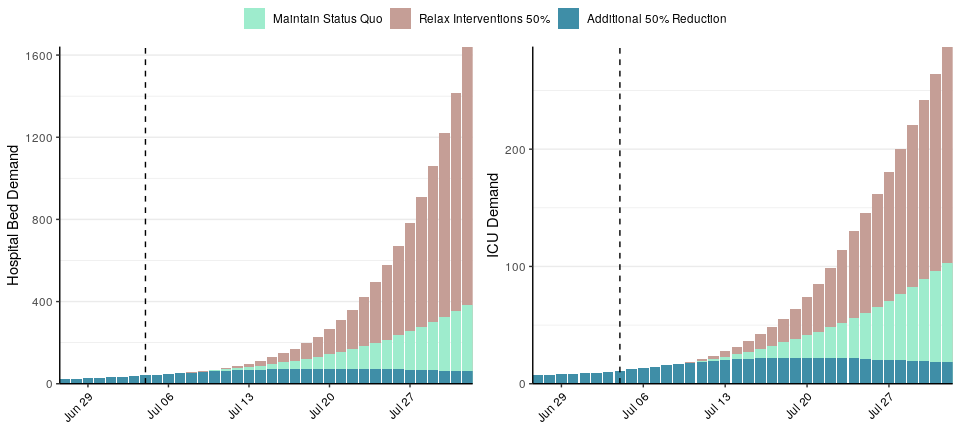 Maintain Status Quo Relax Interventions 50% Additional 50% Reduction
Hospital Bed Demand
1600
1200
800
400
0
Jun 29 Jul 06 Jul 13 Jul 20 Jul 27
ICU Demand
200
100
0
Jun 29 Jul 06 Jul 13 Jul 20 Jul 27